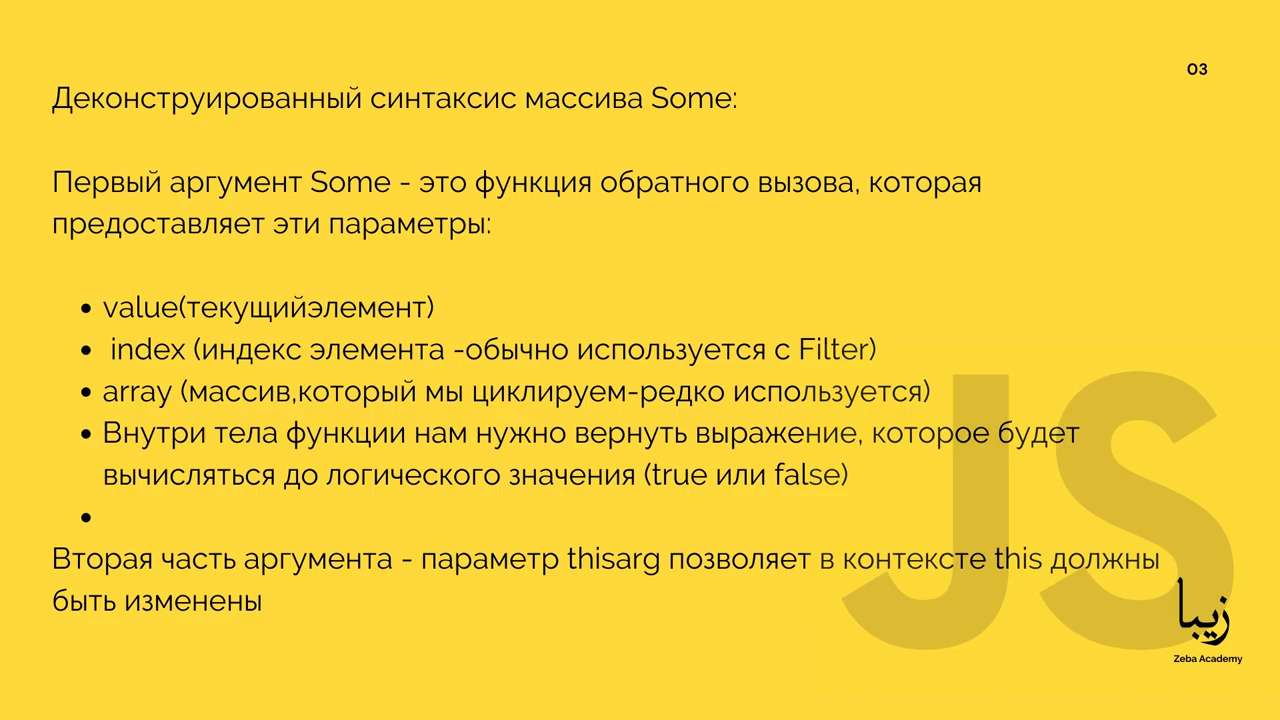 03
Деконструированный синтаксис массива Some:
Первый аргумент Some - это функция обратного вызова, которая
предоставляет эти параметры:
• value(текущийэлемент)
•  index (индекс элемента -обычно используется с Filter)
• array (массив,который мы циклируем-редко используется)
• Внутри тела функции нам нужно вернуть выражение, которое будет
вычисляться до логического значения (true или false)
•
Вторая часть аргумента - параметр thisarg позволяет в контексте this должны
быть изменены
JS
زیبا
Zeba Academy